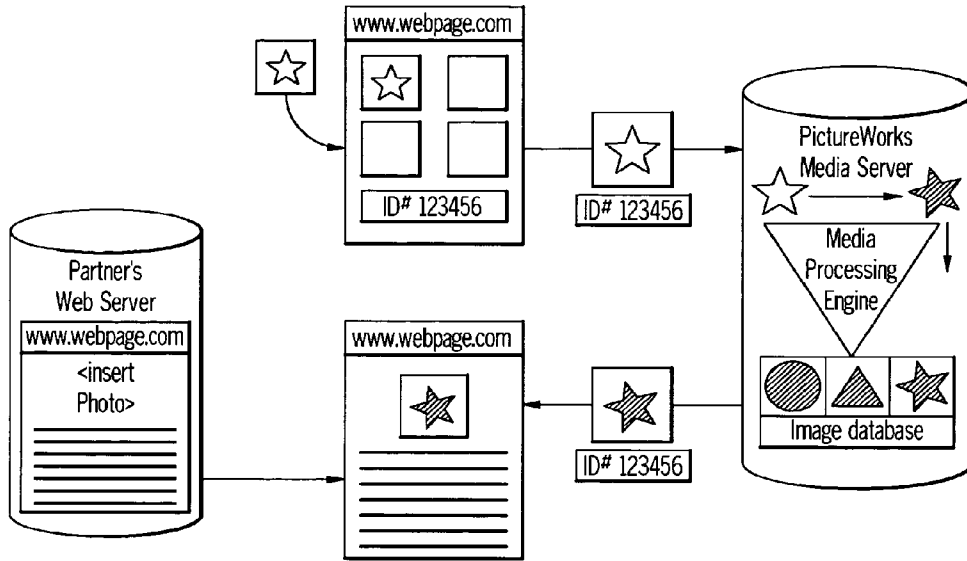 www.webpage.com
ID# 123456
ID# 123456
PictureWorks
Media Server
Media
Processing
Engine
Image database
Partner's
Web Server
www.webpage.com
<insert
Photo>
www.webpage.com
ID# 123456